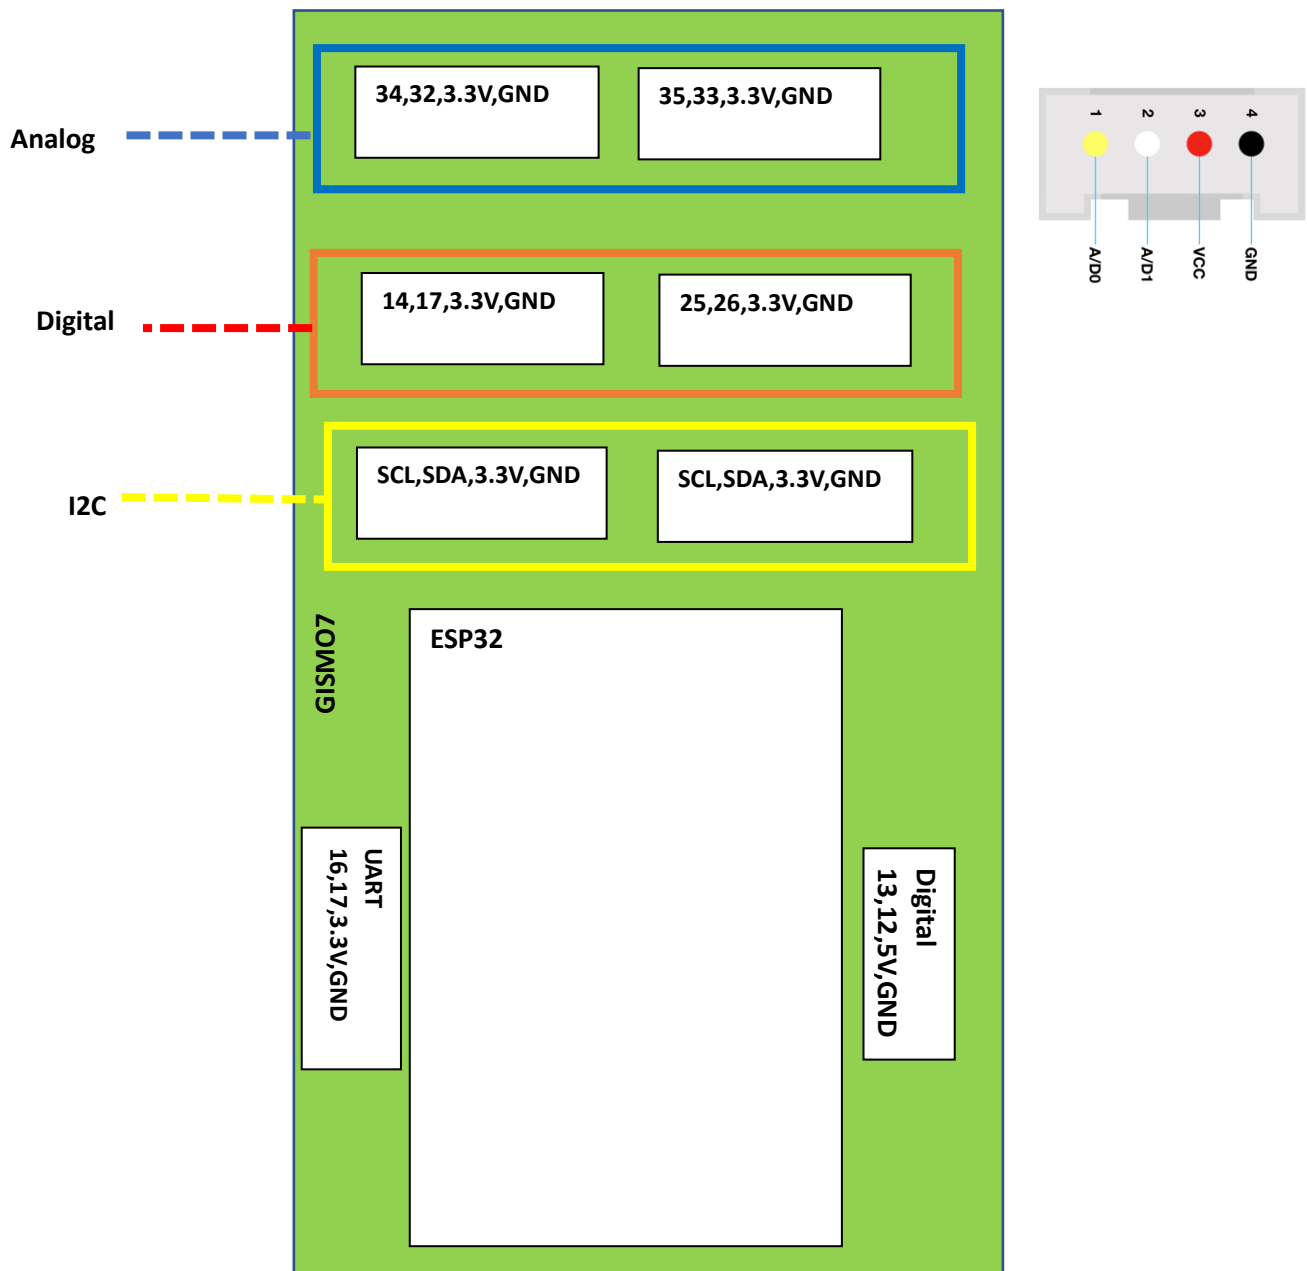 34,32,3.3V,GND
35,33,3.3V,GND
1
2
3
4
Analog
A/D0
A/D1
VCC
GND
14,17,3.3V,GND
25,26,3.3V,GND
Digital
SCL,SDA,3.3V,GND
SCL,SDA,3.3V,GND
I2C
GISMO7
ESP32
UART
16,17,3.3V,GND
Digital
13,12,5V,GND